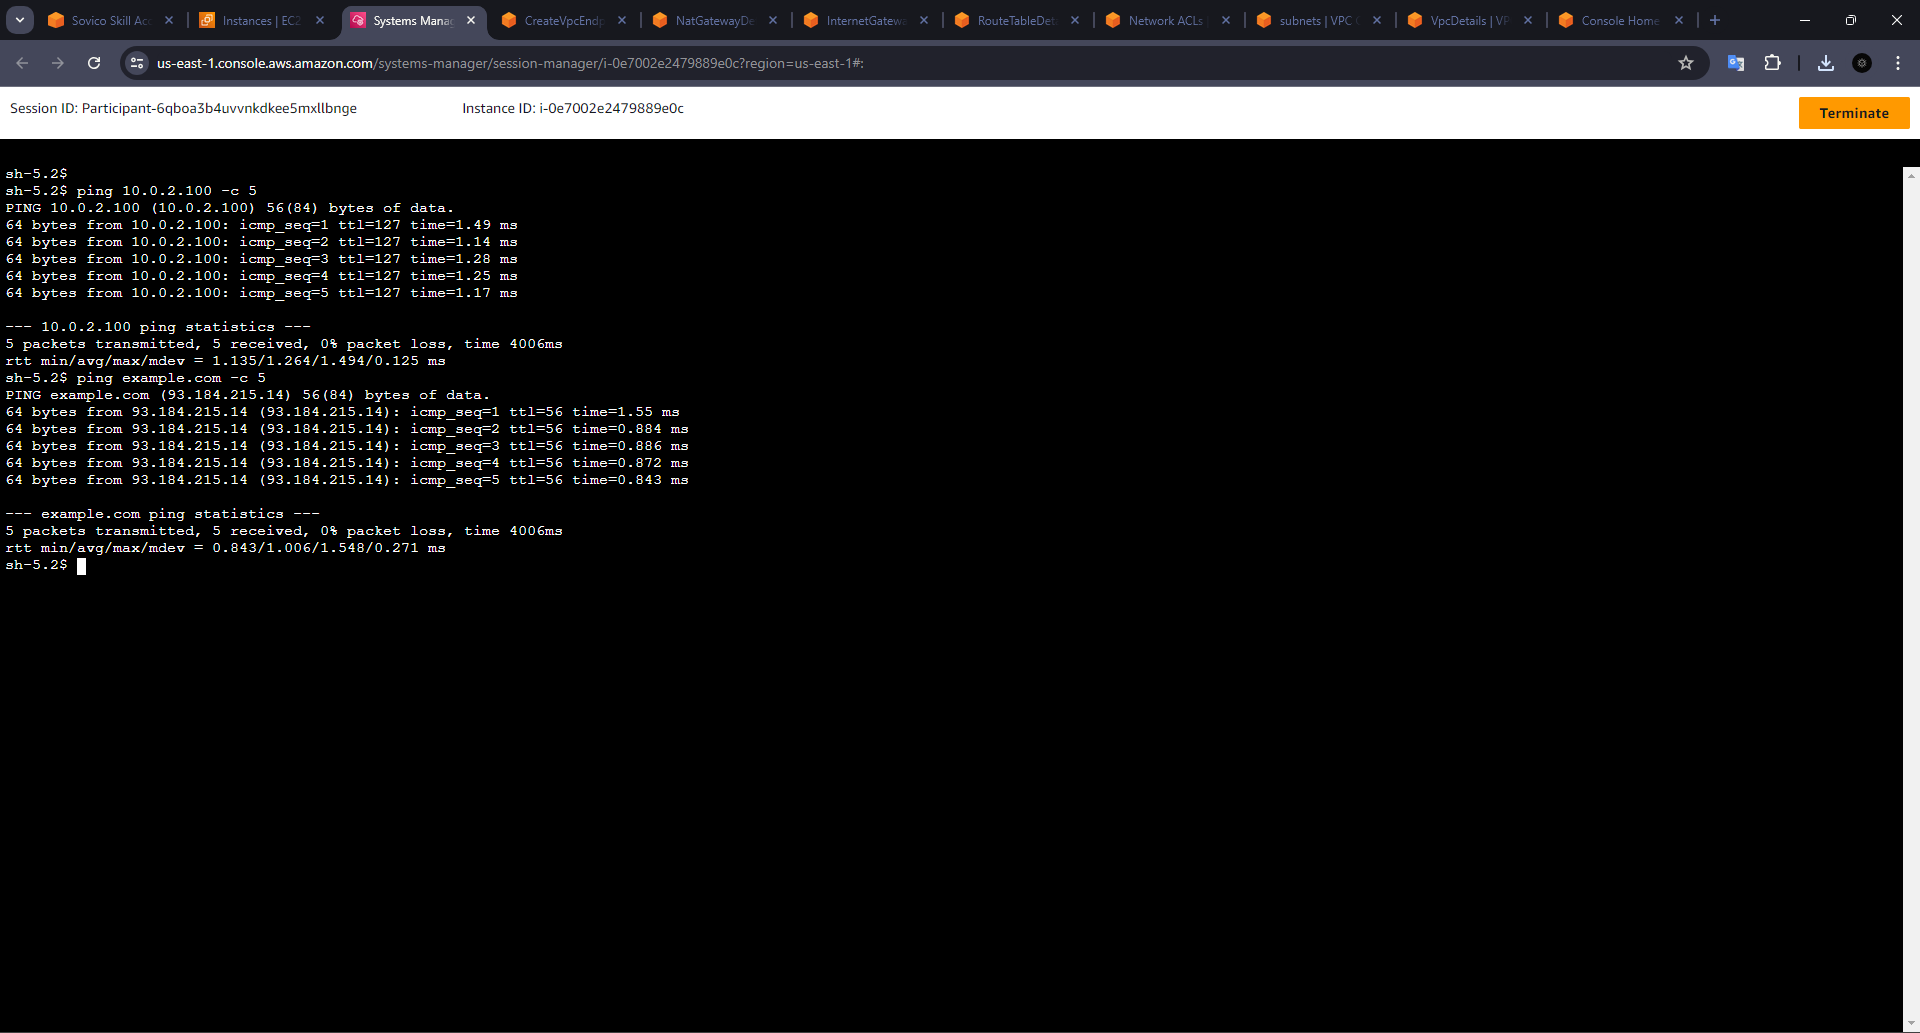 Sovico Skill Acc
Instances | EC2
Systems Manag
CreateVpcEndp
NatGatewayDe
InternetGatewa
RouteTableDeta
Network ACLs |
subnets | VPC C
VpcDetails | VP
Console Home
us-east-1.console.aws.amazon.com/systems-manager/session-manager/i-0e7002e2479889e0c?region=us-east-1#:
Session ID: Participant-6qboa3b4uvvnkdkee5mxllbnge
Instance ID: i-0e7002e2479889e0c
Terminate
sh-5.2$
sh-5.2$ ping 10.0.2.100 -c 5
PING 10.0.2.100 (10.0.2.100) 56(84) bytes of data.
64 bytes from 10.0.2.100: icmp_seq=1 ttl=127 time=1.49 ms
64 bytes from 10.0.2.100: icmp_seq=2 ttl=127 time=1.14 ms
64 bytes from 10.0.2.100: icmp_seq=3 ttl=127 time=1.28 ms
64 bytes from 10.0.2.100: icmp_seq=4 ttl=127 time=1.25 ms
64 bytes from 10.0.2.100: icmp_seq=5 ttl=127 time=1.17 ms
--- 10.0.2.100 ping statistics ---
5 packets transmitted, 5 received, 0% packet loss, time 4006ms
rtt min/avg/max/mdev = 1.135/1.264/1.494/0.125 ms
sh-5.2$ ping example.com -c 5
PING example.com (93.184.215.14) 56(84) bytes of data.
64 bytes from 93.184.215.14 (93.184.215.14): icmp_seq=1 ttl=56 time=1.55 ms
64 bytes from 93.184.215.14 (93.184.215.14): icmp_seq=2 ttl=56 time=0.884 ms
64 bytes from 93.184.215.14 (93.184.215.14): icmp_seq=3 ttl=56 time=0.886 ms
64 bytes from 93.184.215.14 (93.184.215.14): icmp_seq=4 ttl=56 time=0.872 ms
64 bytes from 93.184.215.14 (93.184.215.14): icmp_seq=5 ttl=56 time=0.843 ms
--- example.com ping statistics ---
5 packets transmitted, 5 received, 0% packet loss, time 4006ms
rtt min/avg/max/mdev = 0.843/1.006/1.548/0.271 ms
sh-5.2$